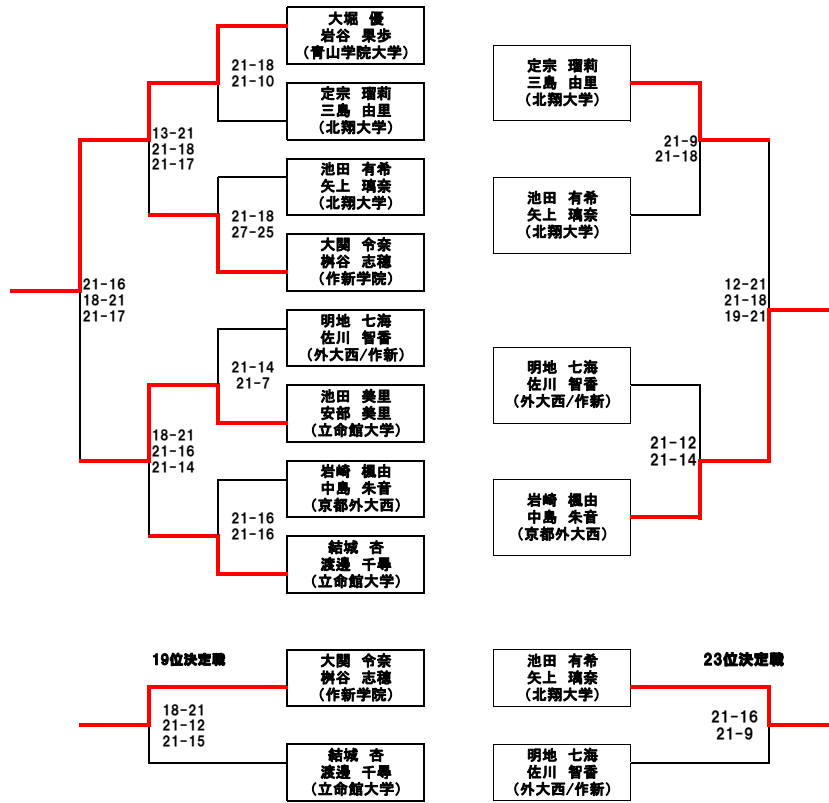 大堀　優
岩谷　果歩
(青山学院大学)
21-18
21-10
定宗　瑠莉
三島　由里
(北翔大学)
13-21
21-18
21-17
池田　有希
矢上　璃奈
(北翔大学)
21-18
27-25
大関　令奈
桝谷　志穂
(作新学院)
21-16
18-21
21-17
明地　七海
佐川　智香
(外大西/作新)
21-14
21-7
池田　美里
安部　美里
(立命館大学)
18-21
21-16
21-14
岩崎　楓由
中島　朱音
(京都外大西)
21-16
21-16
結城　杏
渡邊　千尋
(立命館大学)
定宗　瑠莉
三島　由里
(北翔大学)
21-9
21-18
池田　有希
矢上　璃奈
(北翔大学)
12-21
21-18
19-21
明地　七海
佐川　智香
(外大西/作新)
21-12
21-14
岩崎　楓由
中島　朱音
(京都外大西)
19位決定戦
大関　令奈
桝谷　志穂
(作新学院)
18-21
21-12
21-15
結城　杏
渡邊　千尋
(立命館大学)
23位決定戦
池田　有希
矢上　璃奈
(北翔大学)
21-16
21-9
明地　七海
佐川　智香
(外大西/作新)